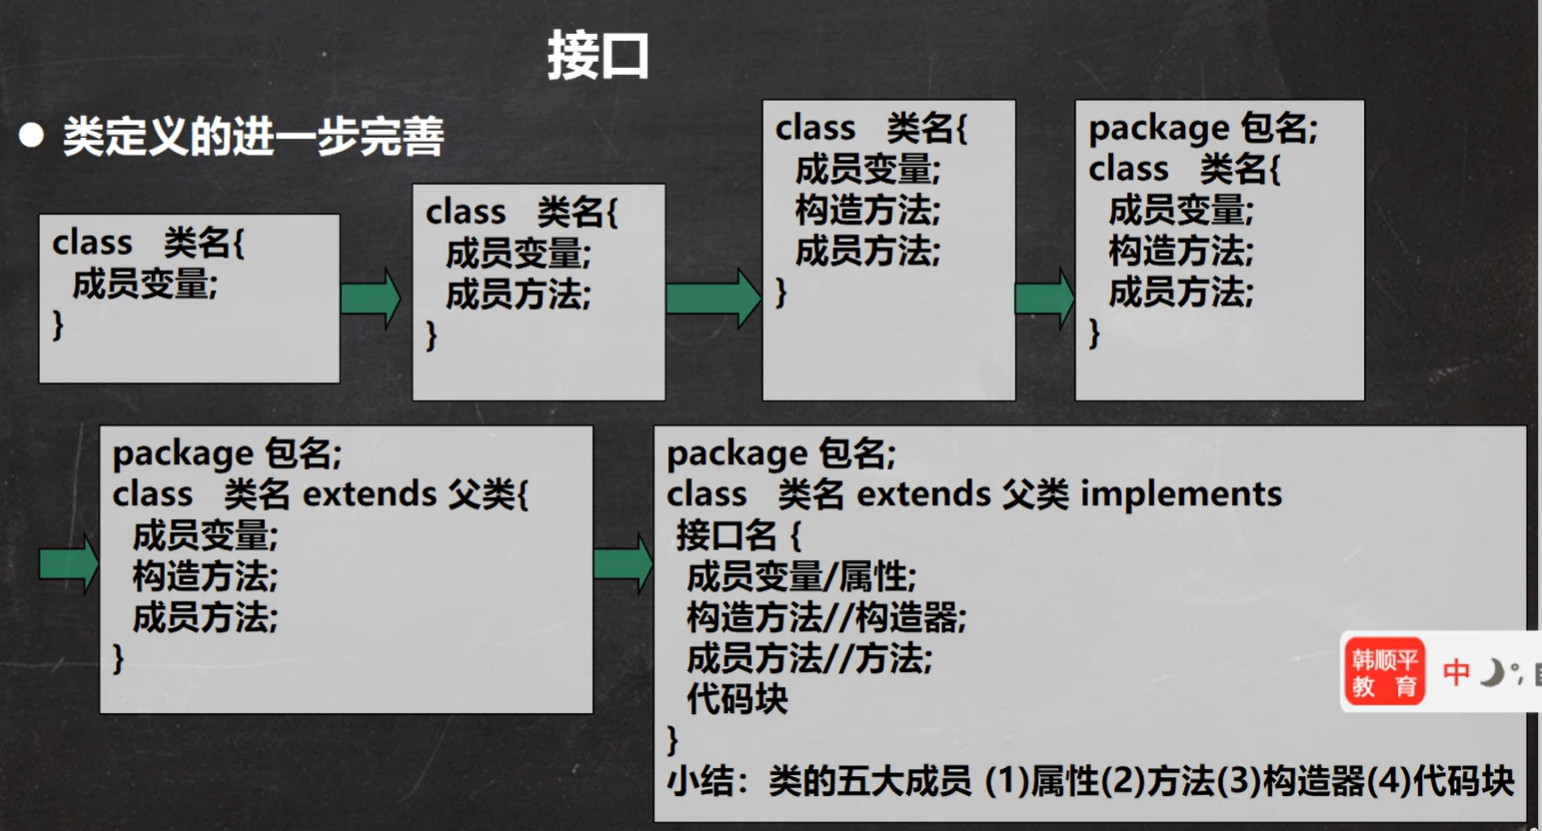 接口
● 类定义的进一步完善
class 类名{
成员变量;
}
class 类名{
成员变量;
成员方法;
}
class 类名{
成员变量;
构造方法;
成员方法;
}
package 包名;
class 类名{
成员变量;
构造方法;
成员方法;
}
package 包名;
class 类名 extends 父类{
成员变量;
构造方法;
成员方法;
}
package 包名;
class 类名 extends 父类 implements
接口名 {
成员变量/属性;
构造方法//构造器;
成员方法//方法;
代码块
}
小结：类的五大成员 (1)属性(2)方法(3)构造器(4)代码块
韩顺平
教 育
中